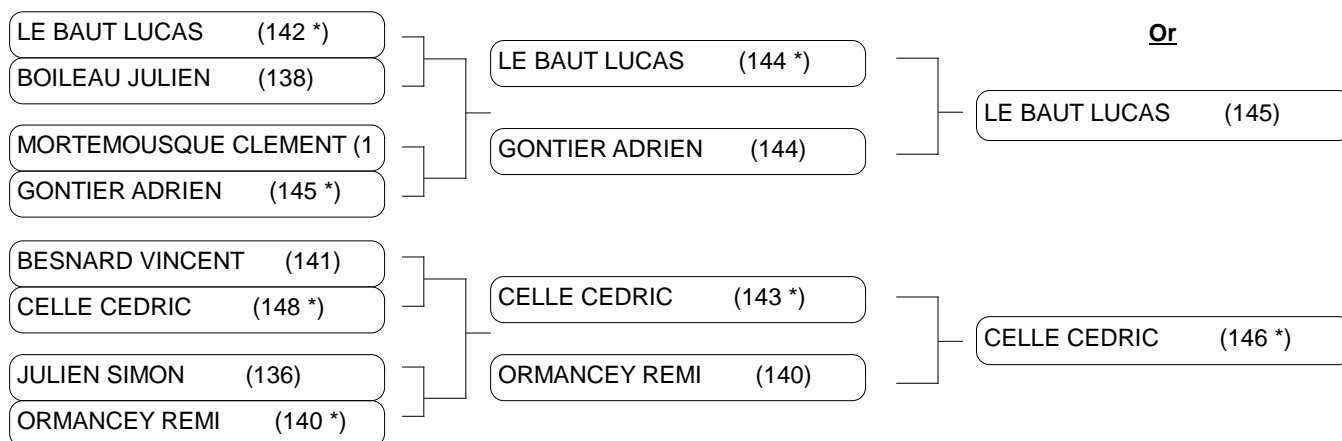 LE BAUT LUCAS (142 *)
BOILEAU JULIEN (138)
MORTEMOUSQUE CLEMENT (1
GONTIER ADRIEN (145 *)
BESNARD VINCENT (141)
CELLE CEDRIC (148 *)
JULIEN SIMON (136)
ORMANCEY REMI (140 *)
LE BAUT LUCAS (144 *)
GONTIER ADRIEN (144)
CELLE CEDRIC (143 *)
ORMANCEY REMI (140)
Or
LE BAUT LUCAS (145)
CELLE CEDRIC (146 *)